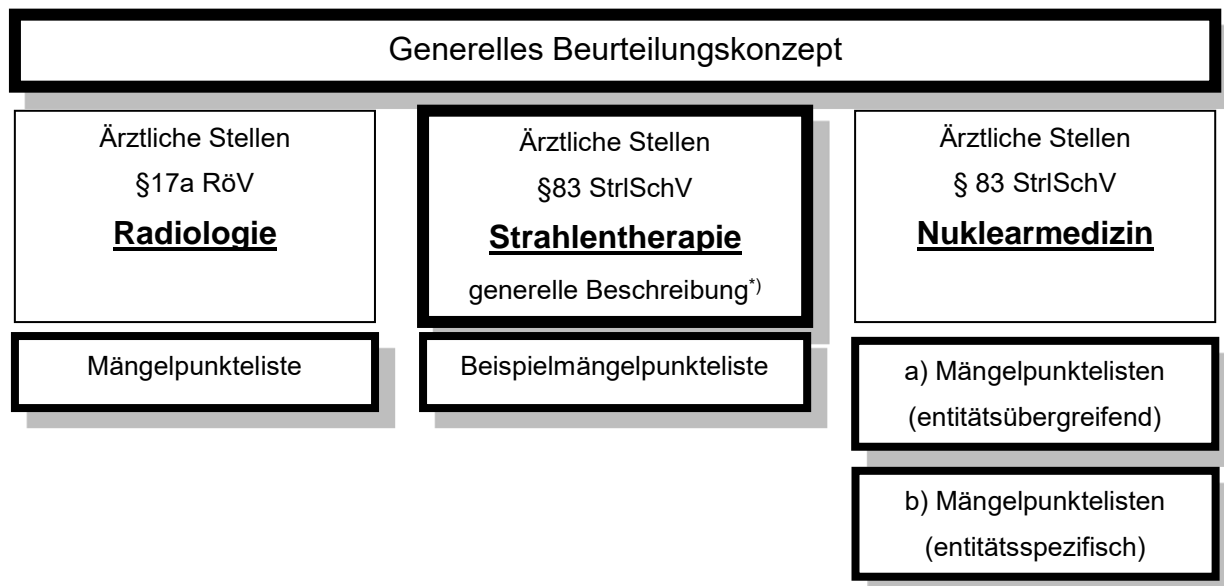 Generelles Beurteilungskonzept
Ärztliche Stellen
§17a RöV
Radiologie
Mängelpunkteliste
Ärztliche Stellen
§83 StrlSchV
Strahlentherapie
generelle Beschreibung*)
Beispielmängelpunkteliste
Ärztliche Stellen
§ 83 StrlSchV
Nuklearmedizin
a) Mängelpunktelisten
(entitätsübergreifend)
b) Mängelpunktelisten
(entitätsspezifisch)